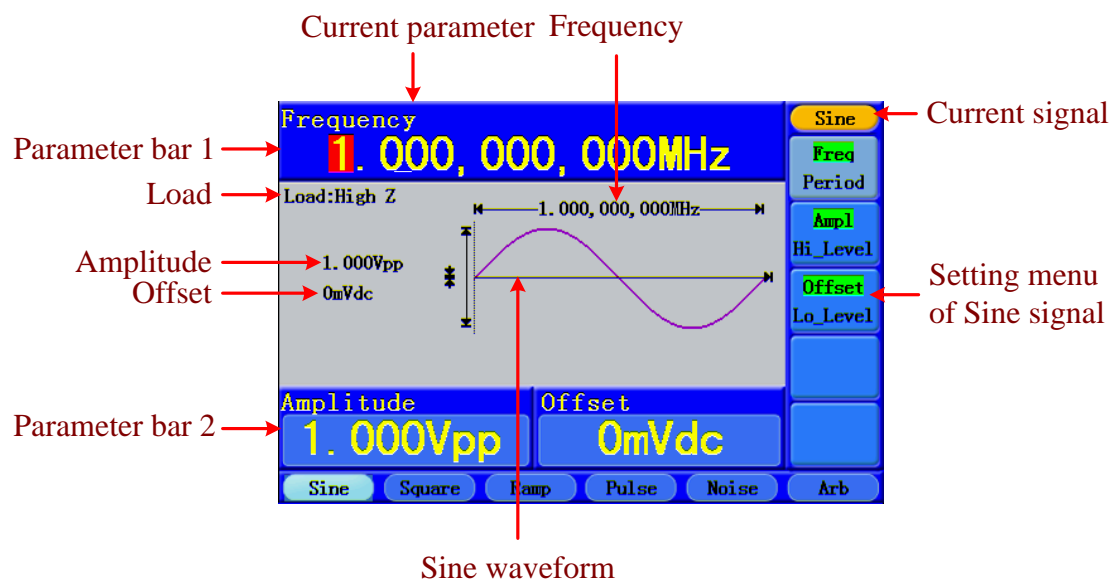 Current parameter
Frequency
Frequency
1.000,000,000MHz
Sine
Current signal
Parameter bar 1
Freq
Period
Load
Load:High Z
1.000,000,000MHz
Ampl
Hi_Level
Amplitude
1.000Vpp
Offset
0mVdc
Offset
Lo_Level
Setting menu
of Sine signal
Amplitude
Offset
Parameter bar 2
1.000Vpp
0mVdc
Sine
Square
Ramp
Pulse
Noise
Arb
Sine waveform